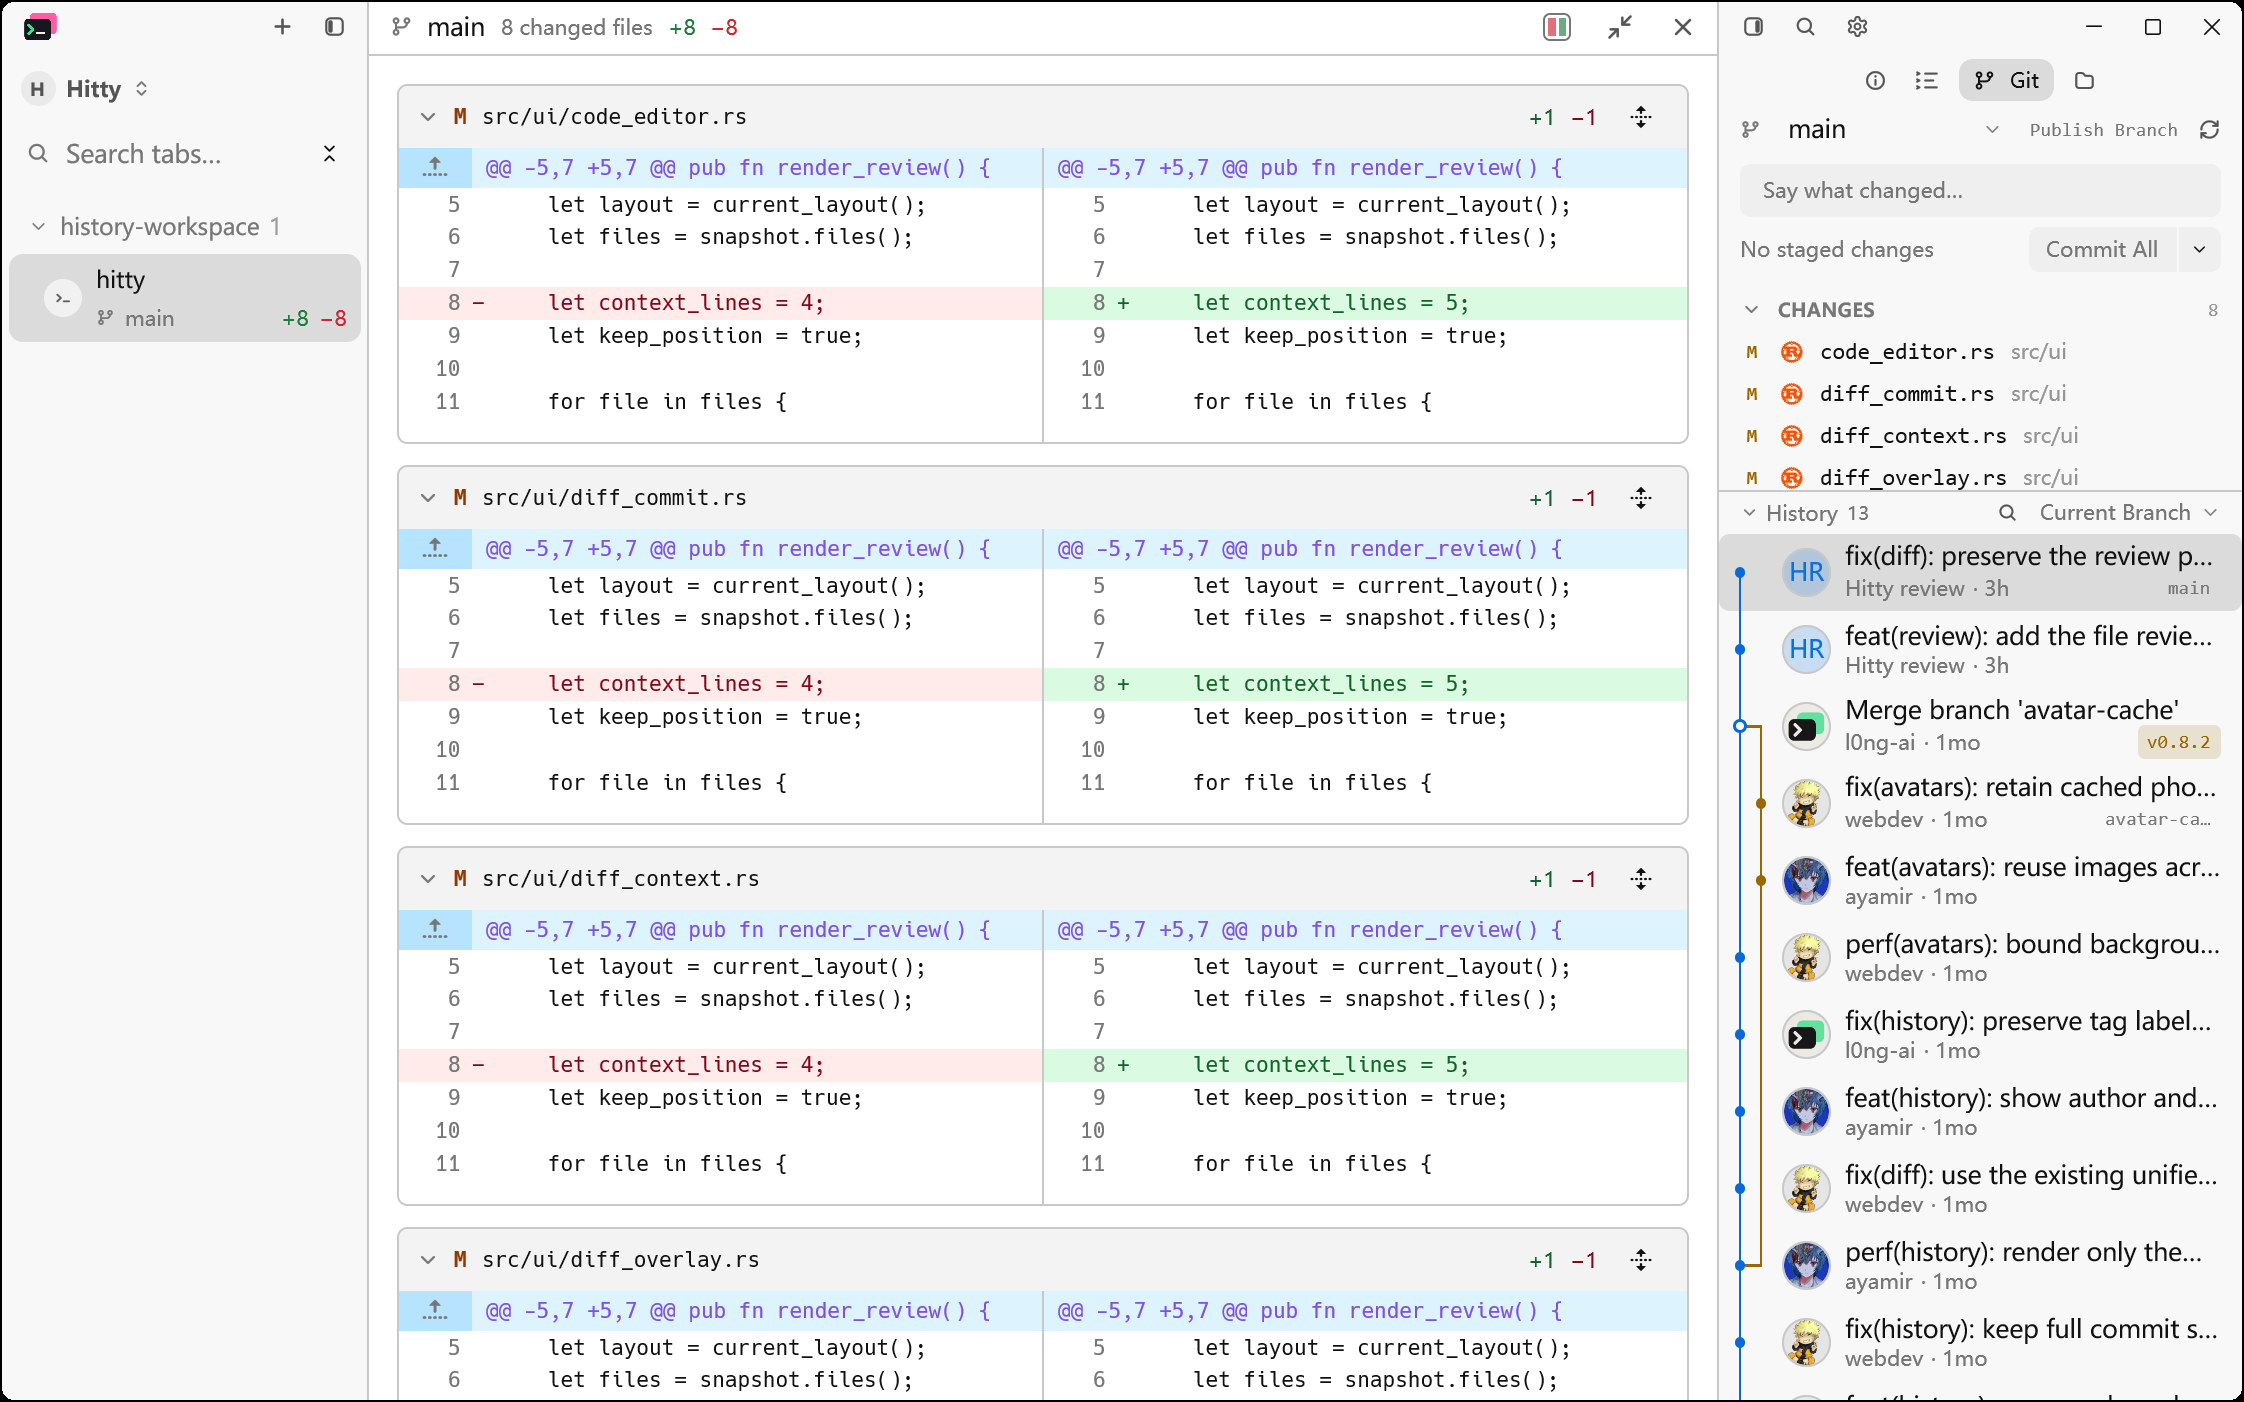 H Hitty
Search tabs...
history-workspace 1
hitty
main +8 −8
main 8 changed files +8 −8
M src/ui/code_editor.rs +1 −1
@@ -5,7 +5,7 @@ pub fn render_review() { @@ -5,7 +5,7 @@ pub fn render_review() {
5 let layout = current_layout(); 5 let layout = current_layout();
6 let files = snapshot.files(); 6 let files = snapshot.files();
7 7
8 − let context_lines = 4; 8 + let context_lines = 5;
9 let keep_position = true; 9 let keep_position = true;
10 10
11 for file in files { 11 for file in files {
M src/ui/diff_commit.rs +1 −1
@@ -5,7 +5,7 @@ pub fn render_review() { @@ -5,7 +5,7 @@ pub fn render_review() {
5 let layout = current_layout(); 5 let layout = current_layout();
6 let files = snapshot.files(); 6 let files = snapshot.files();
7 7
8 − let context_lines = 4; 8 + let context_lines = 5;
9 let keep_position = true; 9 let keep_position = true;
10 10
11 for file in files { 11 for file in files {
M src/ui/diff_context.rs +1 −1
@@ -5,7 +5,7 @@ pub fn render_review() { @@ -5,7 +5,7 @@ pub fn render_review() {
5 let layout = current_layout(); 5 let layout = current_layout();
6 let files = snapshot.files(); 6 let files = snapshot.files();
7 7
8 − let context_lines = 4; 8 + let context_lines = 5;
9 let keep_position = true; 9 let keep_position = true;
10 10
11 for file in files { 11 for file in files {
M src/ui/diff_overlay.rs +1 −1
@@ -5,7 +5,7 @@ pub fn render_review() { @@ -5,7 +5,7 @@ pub fn render_review() {
5 let layout = current_layout(); 5 let layout = current_layout();
6 let files = snapshot.files(); 6 let files = snapshot.files();
Git
main Publish Branch
Say what changed...
No staged changes Commit All
CHANGES 8
M code_editor.rs src/ui
M diff_commit.rs src/ui
M diff_context.rs src/ui
M diff_overlay.rs src/ui
History 13 Current Branch
HR fix(diff): preserve the review p...
Hitty review · 3h main
HR feat(review): add the file revie...
Hitty review · 3h
Merge branch 'avatar-cache'
l0ng-ai · 1mo v0.8.2
fix(avatars): retain cached pho...
webdev · 1mo avatar-ca...
feat(avatars): reuse images acr...
ayamir · 1mo
perf(avatars): bound backgrou...
webdev · 1mo
fix(history): preserve tag label...
l0ng-ai · 1mo
feat(history): show author and...
ayamir · 1mo
fix(diff): use the existing unifie...
webdev · 1mo
perf(history): render only the...
ayamir · 1mo
fix(history): keep full commit s...
webdev · 1mo